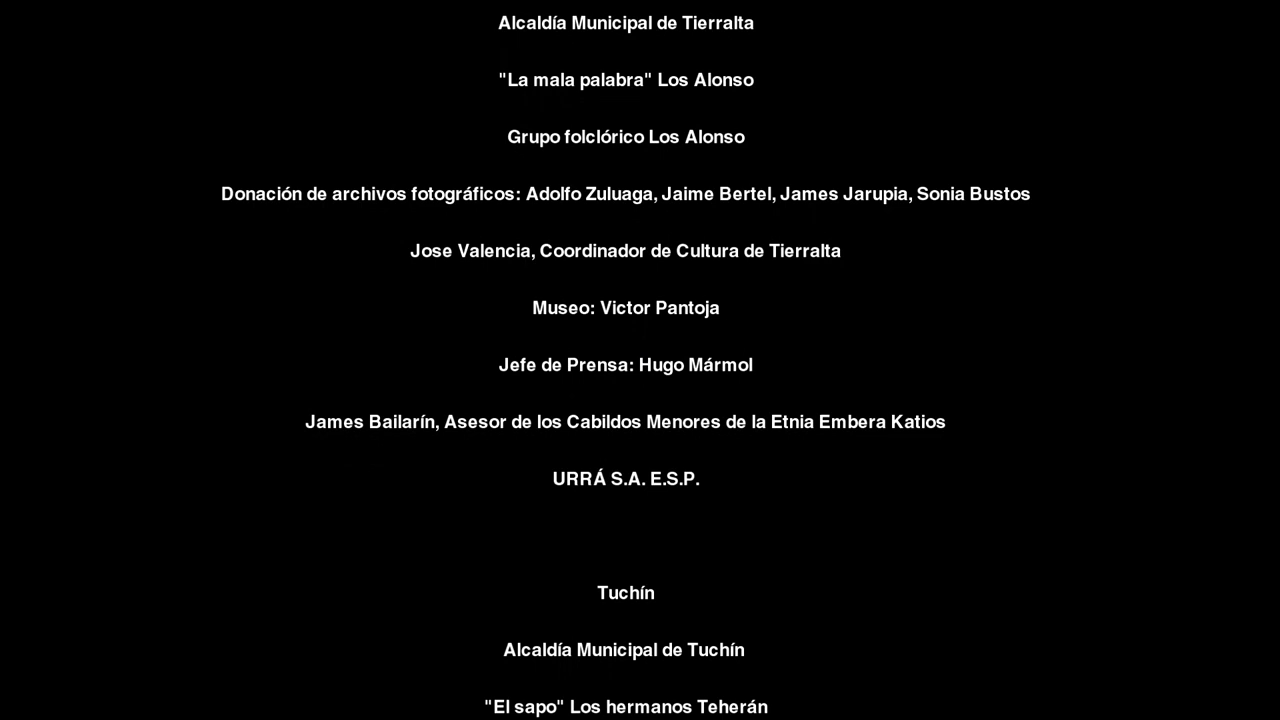 Alcaldía Municipal de Tierralta
"La mala palabra" Los Alonso
Grupo folclórico Los Alonso
Donación de archivos fotográficos: Adolfo Zuluaga, Jaime Bertel, James Jarupia, Sonia Bustos
Jose Valencia, Coordinador de Cultura de Tierralta
Museo: Victor Pantoja
Jefe de Prensa: Hugo Mármol
James Bailarín, Asesor de los Cabildos Menores de la Etnia Embera Katios
URRÁ S.A. E.S.P.
Tuchín
Alcaldía Municipal de Tuchín
"El sapo" Los hermanos Teherán